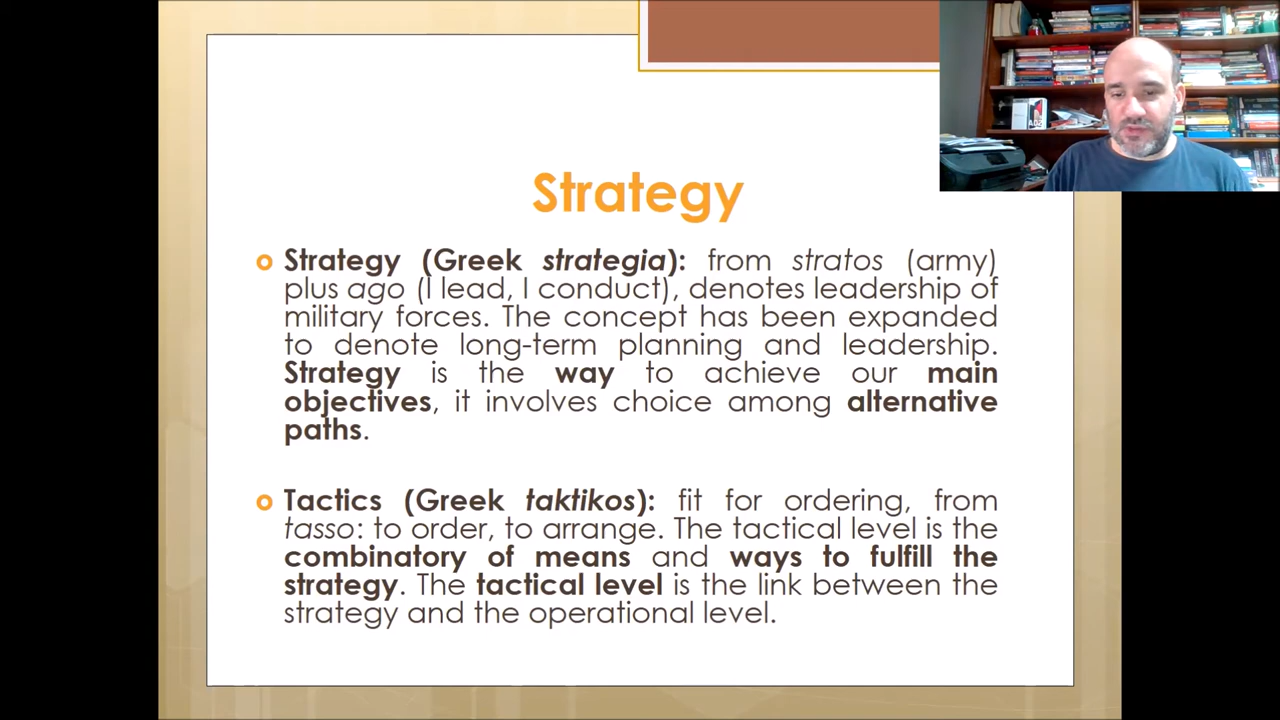 Strategy
Strategy (Greek strategia): from stratos (army)
plus ago (I lead, I conduct), denotes leadership of
military forces. The concept has been expanded
to denote long-term planning and leadership.
Strategy is the way to achieve our main
objectives, it involves choice among alternative
paths.
Tactics (Greek taktikos): fit for ordering, from
tasso: to order, to arrange. The tactical level is the
combinatory of means and ways to fulfill the
strategy. The tactical level is the link between the
strategy and the operational level.